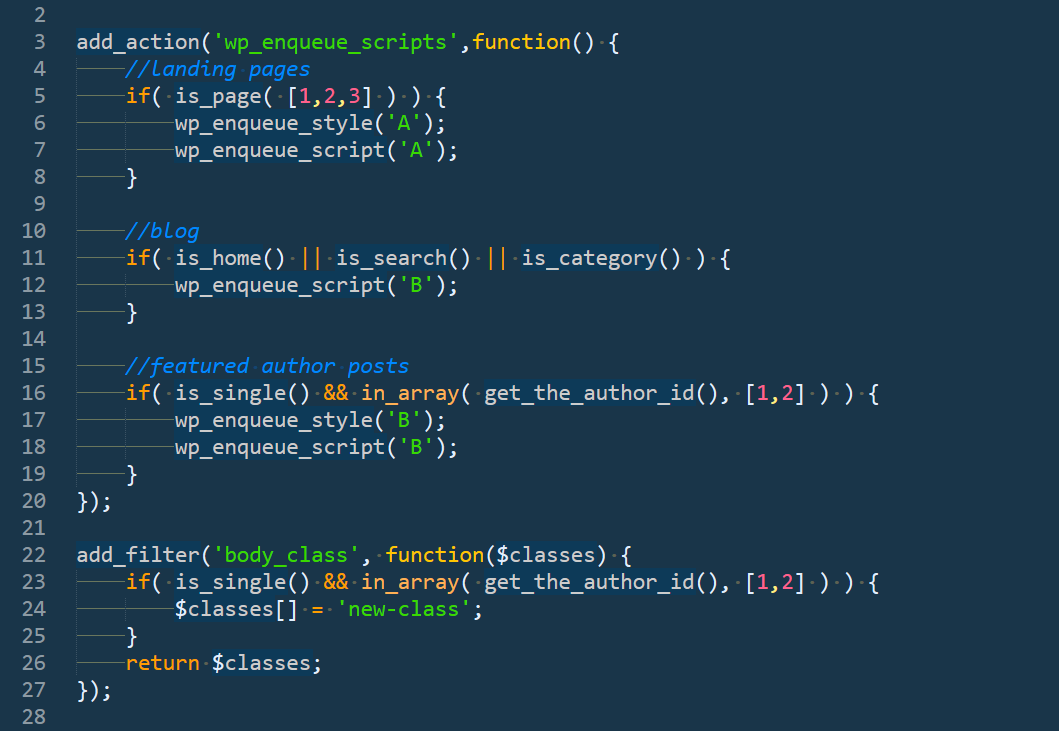 2
3 add_action('wp_enqueue_scripts',function() {
4 //landing pages
5 if( is_page( [1,2,3] ) ) {
6 wp_enqueue_style('A');
7 wp_enqueue_script('A');
8 }
9
10 //blog
11 if( is_home() || is_search() || is_category() ) {
12 wp_enqueue_script('B');
13 }
14
15 //featured author posts
16 if( is_single() && in_array( get_the_author_id(), [1,2] ) ) {
17 wp_enqueue_style('B');
18 wp_enqueue_script('B');
19 }
20 });
21
22 add_filter('body_class', function($classes) {
23 if( is_single() && in_array( get_the_author_id(), [1,2] ) ) {
24 $classes[] = 'new-class';
25 }
26 return $classes;
27 });
28